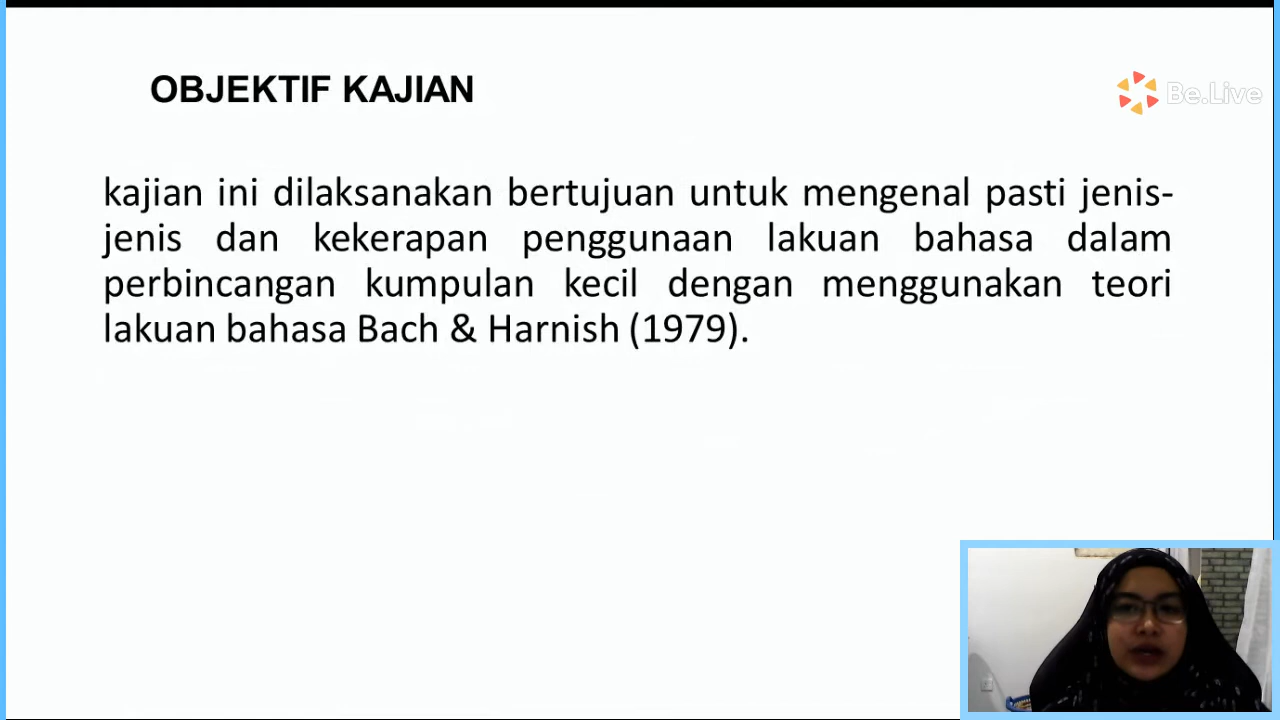 OBJEKTIF KAJIAN
Be.Live
kajian ini dilaksanakan bertujuan untuk mengenal pasti jenis-
jenis dan kekerapan penggunaan lakuan bahasa dalam
perbincangan kumpulan kecil dengan menggunakan teori
lakuan bahasa Bach & Harnish (1979).